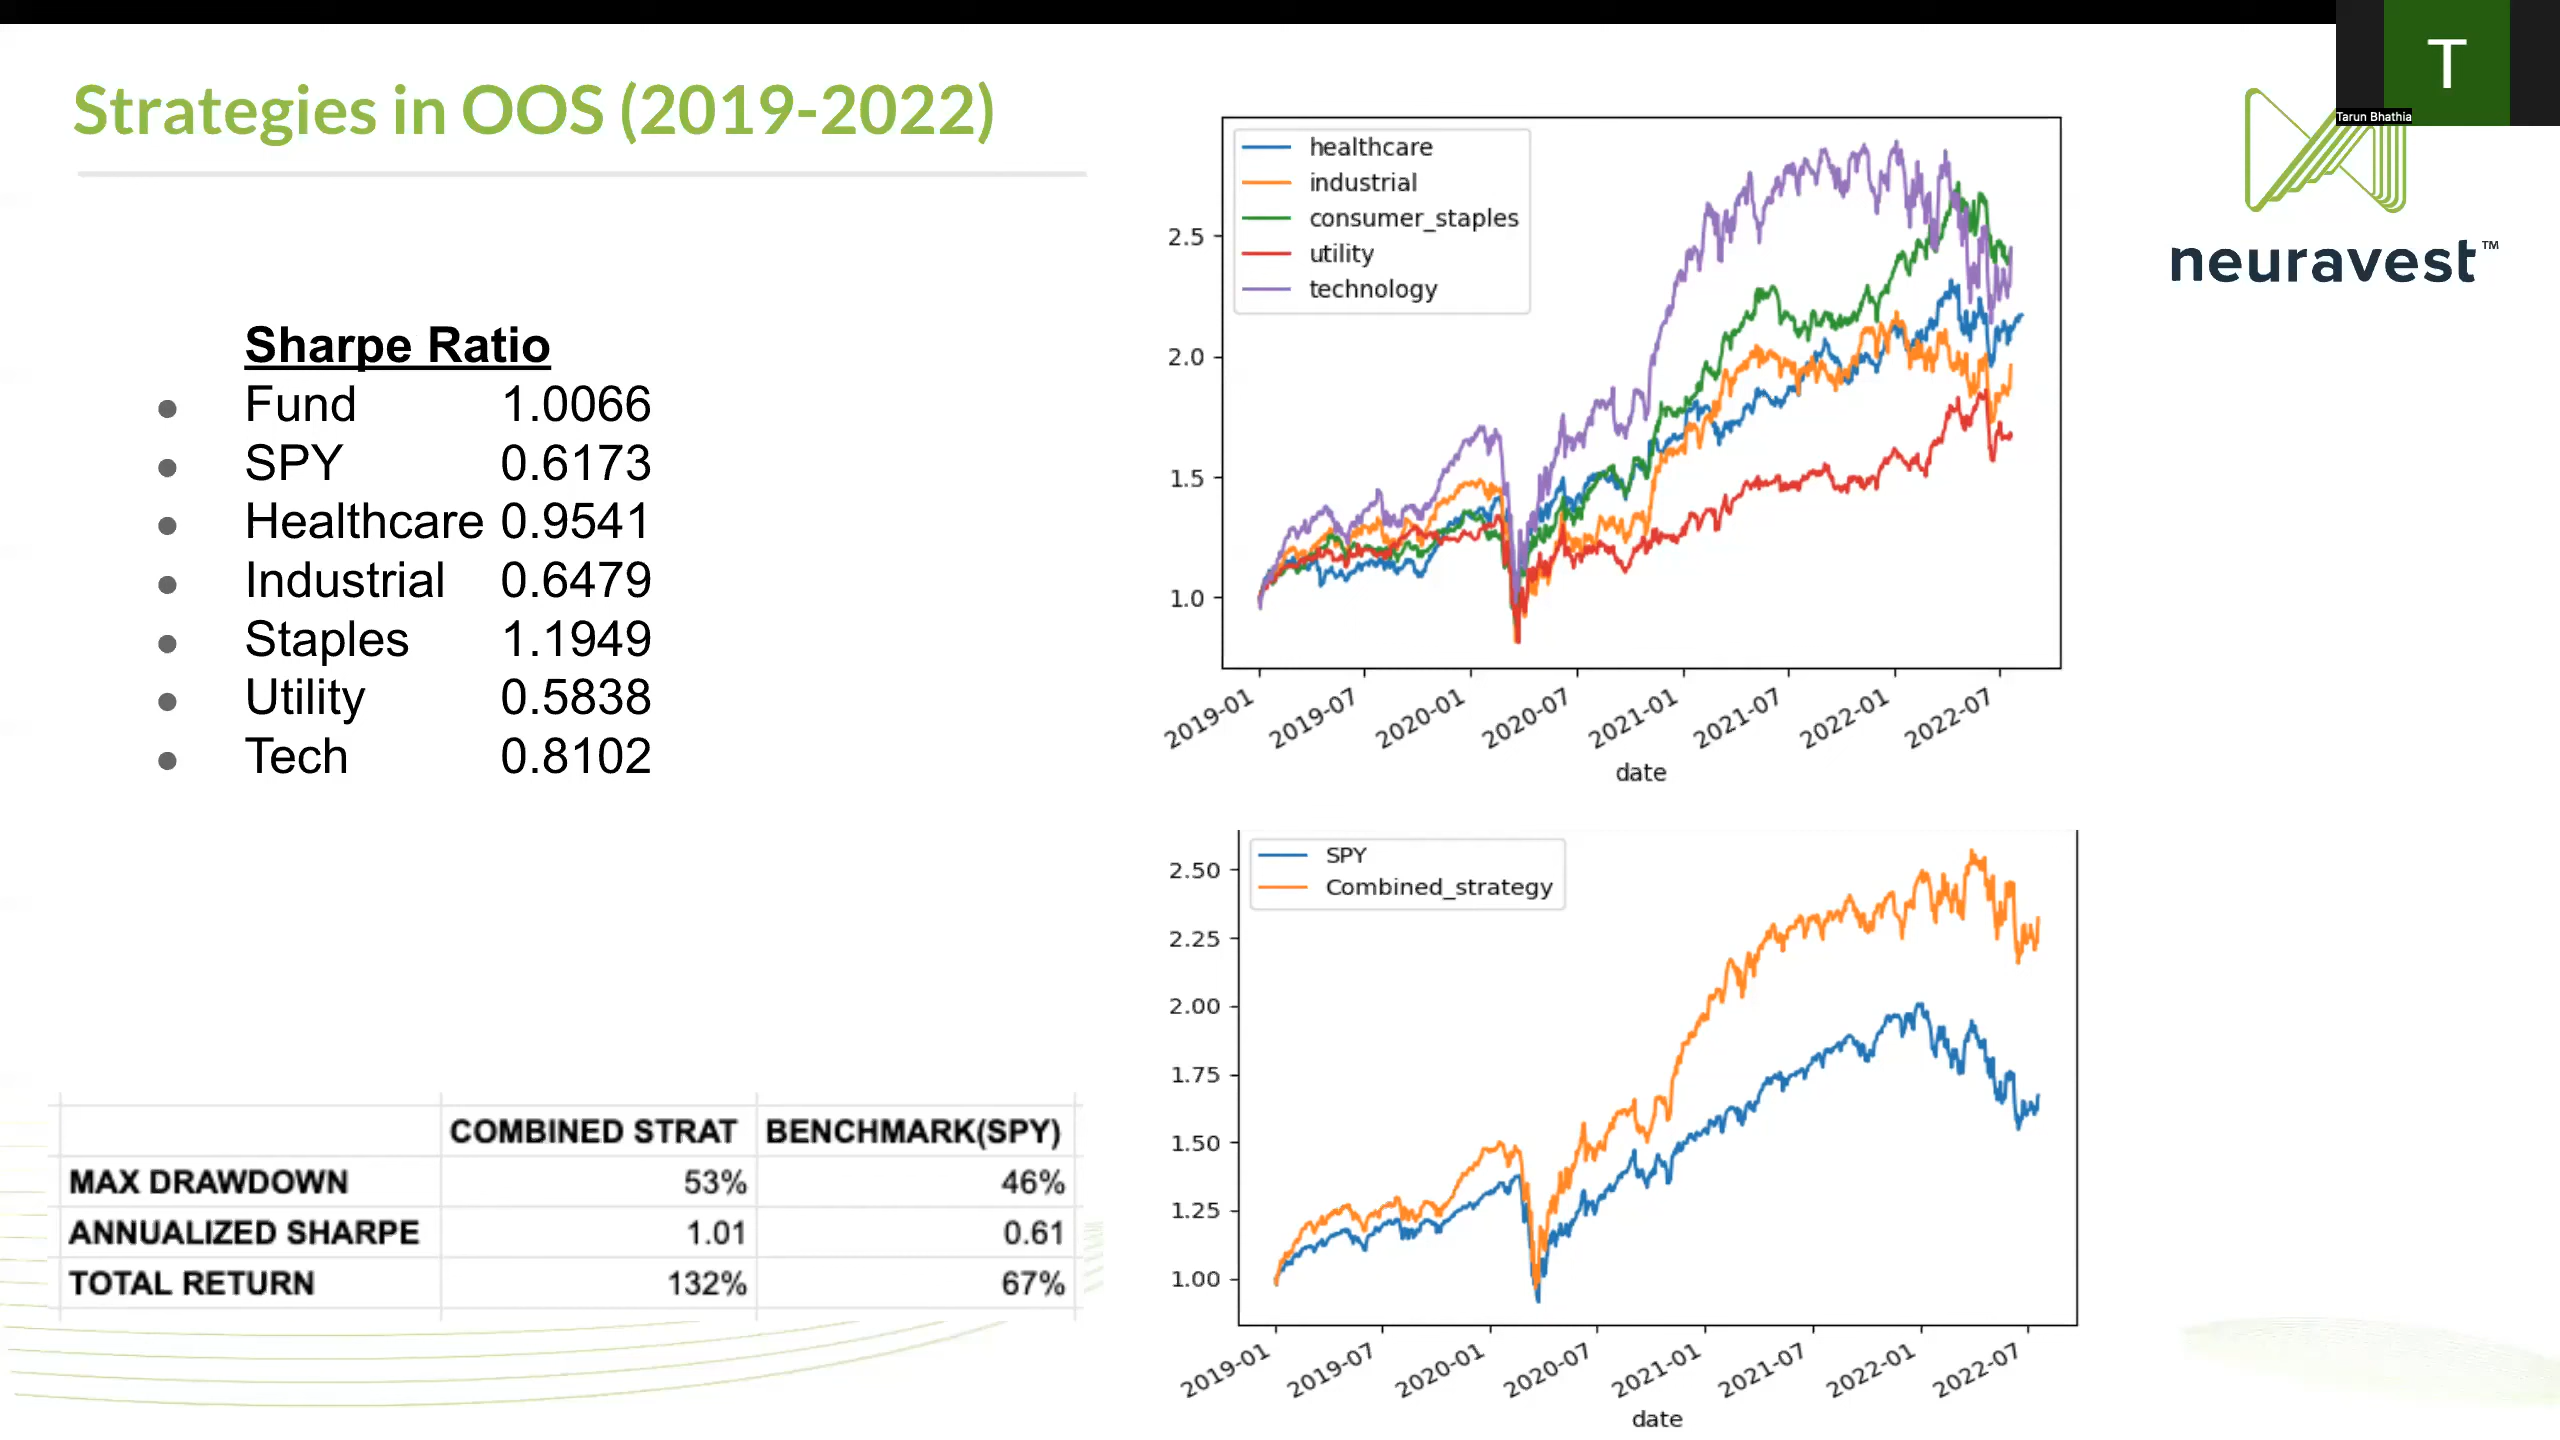 T
Tarun Bhathia
Strategies in OOS (2019-2022)
neuravest™
Sharpe Ratio
Fund 1.0066
SPY 0.6173
Healthcare 0.9541
Industrial 0.6479
Staples 1.1949
Utility 0.5838
Tech 0.8102
COMBINED STRAT BENCHMARK(SPY)
MAX DRAWDOWN 53% 46%
ANNUALIZED SHARPE 1.01 0.61
TOTAL RETURN 132% 67%
healthcare
industrial
consumer_staples
utility
technology
2.5
2.0
1.5
1.0
2019-01 2019-07 2020-01 2020-07 2021-01 2021-07 2022-01 2022-07
date
SPY
Combined_strategy
2.50
2.25
2.00
1.75
1.50
1.25
1.00
2019-01 2019-07 2020-01 2020-07 2021-01 2021-07 2022-01 2022-07
date